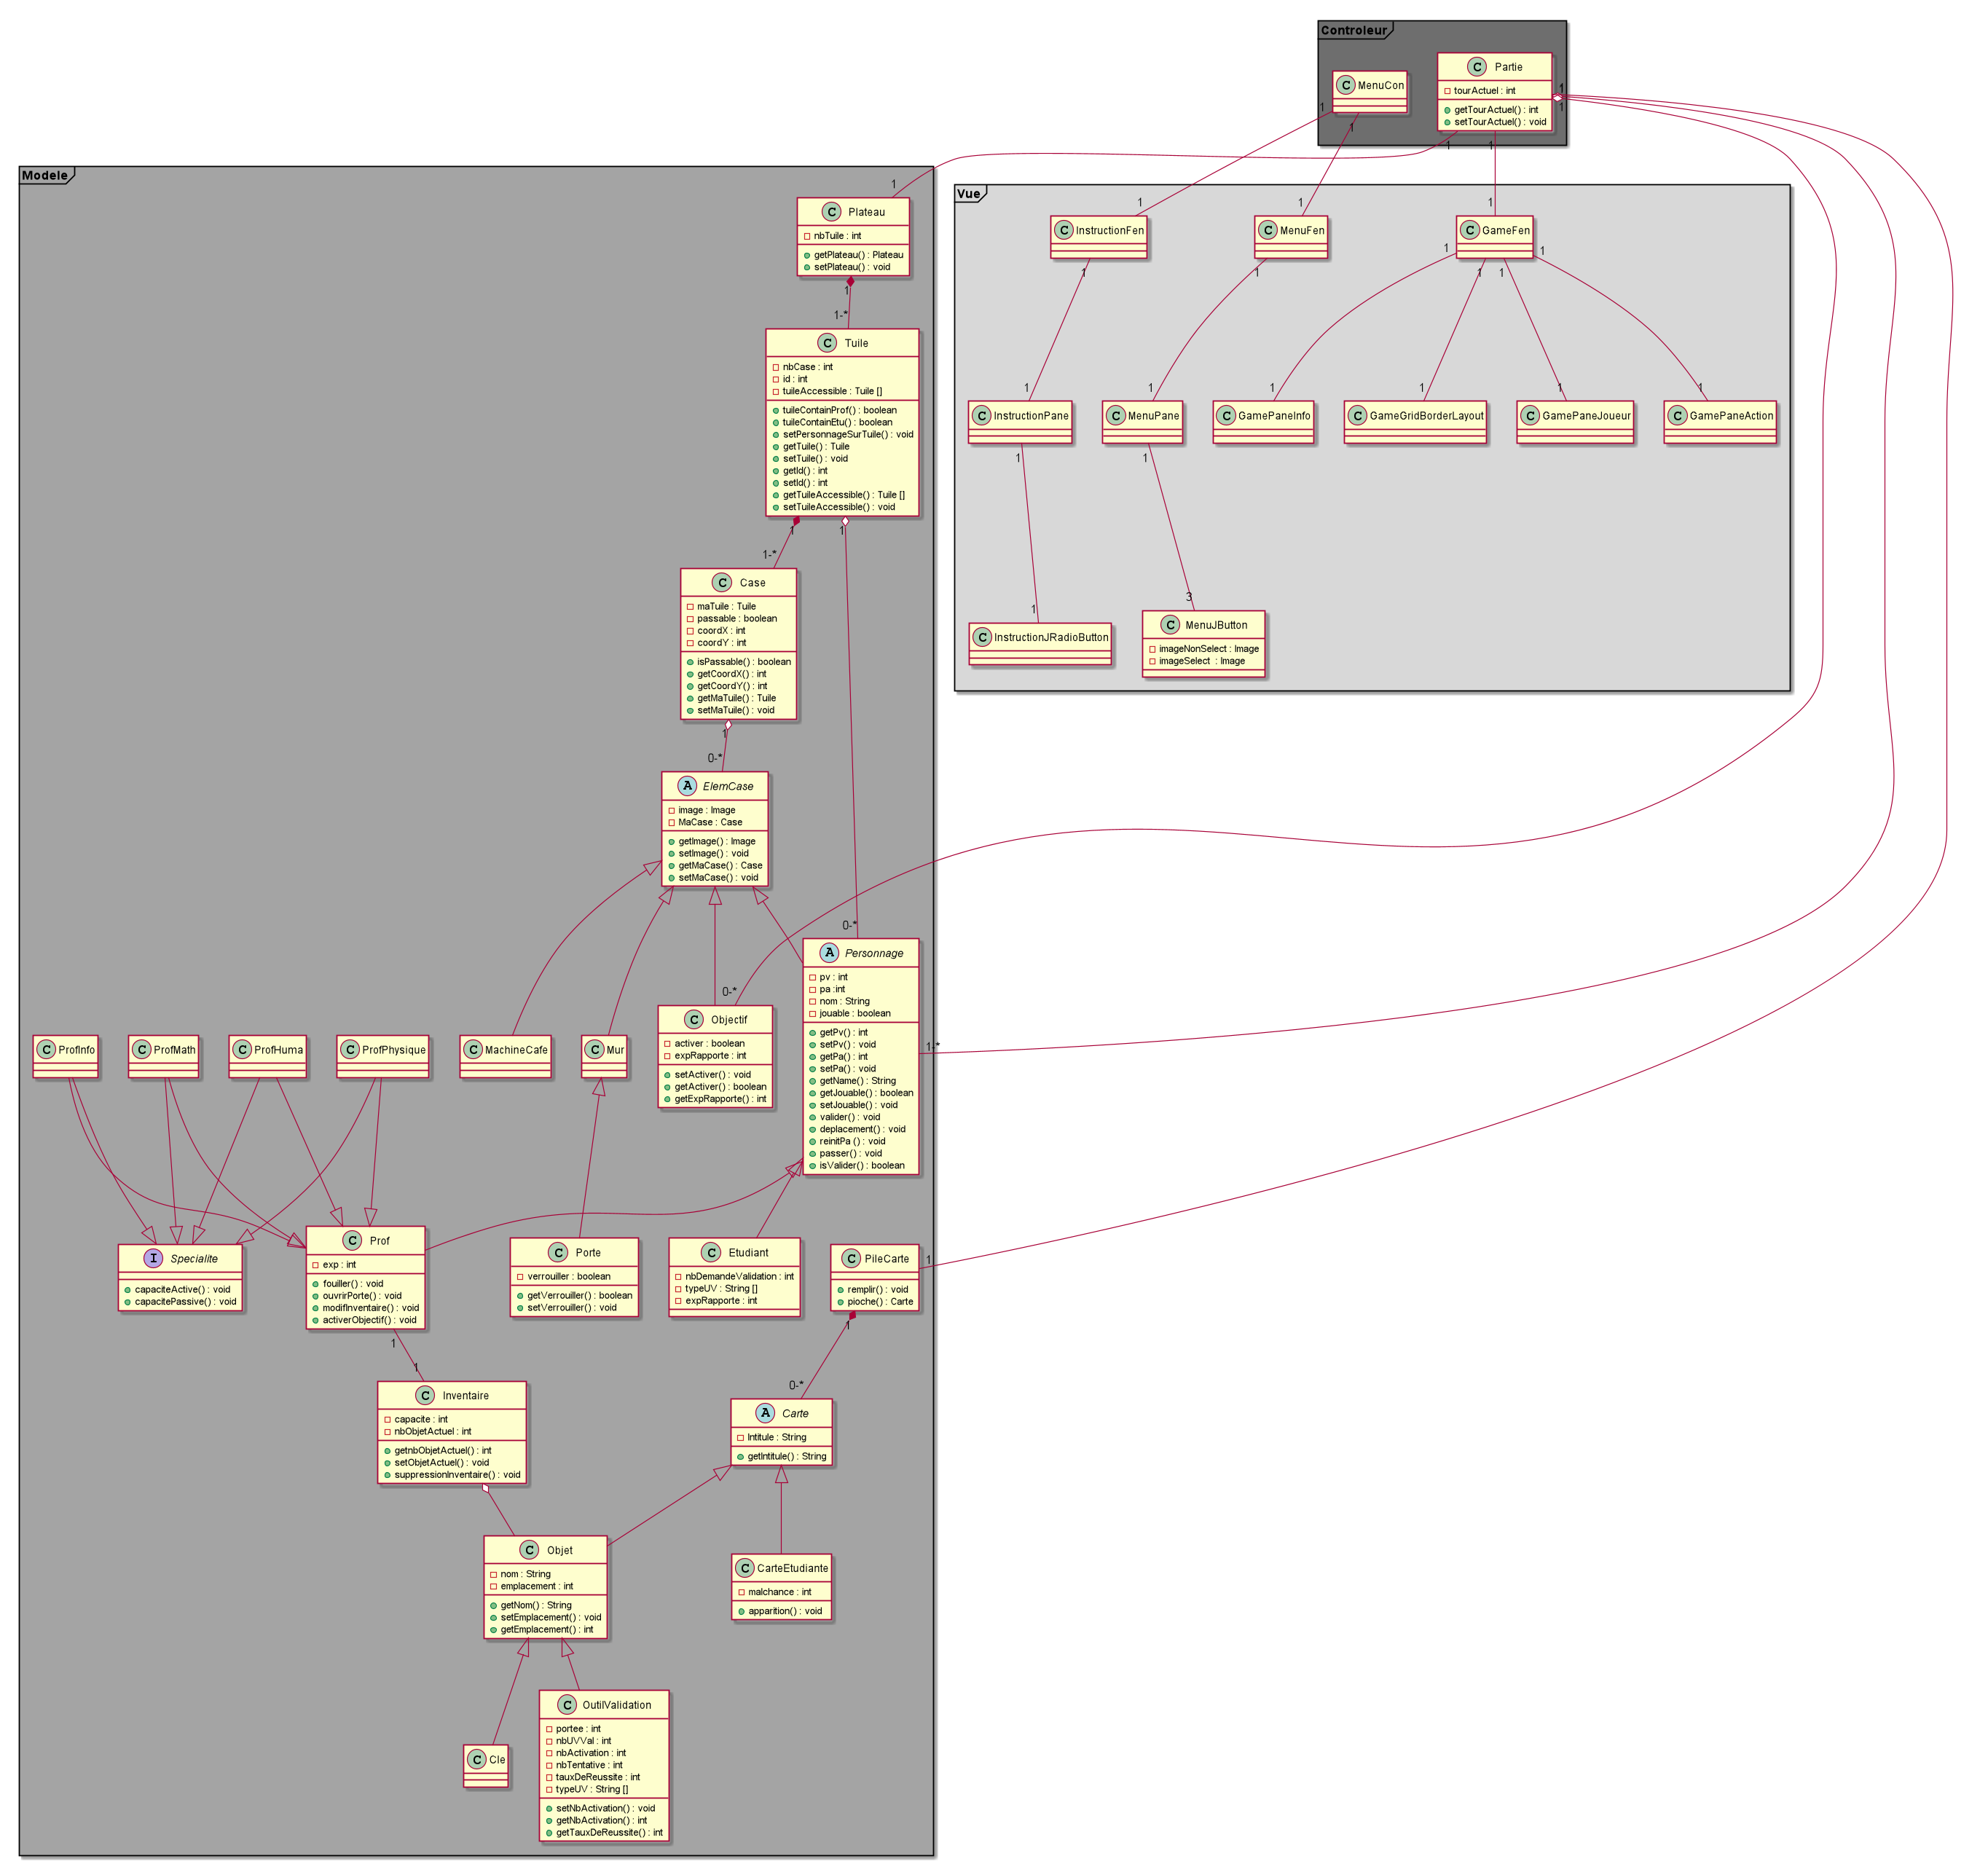 Controleur
C MenuCon
C Partie
tourActuel : int
getTourActuel() : int
setTourActuel() : void
1
1
1
1
1
1
Modele
1
C Plateau
nbTuile : int
getPlateau() : Plateau
setPlateau() : void
1
1-*
C Tuile
nbCase : int
id : int
tuileAccessible : Tuile []
tuileContainProf() : boolean
tuileContainEtu() : boolean
setPersonnageSurTuile() : void
getTuile() : Tuile
setTuile() : void
getId() : int
setId() : int
getTuileAccessible() : Tuile []
setTuileAccessible() : void
1
1
1-*
C Case
maTuile : Tuile
passable : boolean
coordX : int
coordY : int
isPassable() : boolean
getCoordX() : int
getCoordY() : int
getMaTuile() : Tuile
setMaTuile() : void
1
0-*
A ElemCase
image : Image
MaCase : Case
getImage() : Image
setImage() : void
getMaCase() : Case
setMaCase() : void
0-*
A Personnage
pv : int
pa :int
nom : String
jouable : boolean
getPv() : int
setPv() : void
getPa() : int
setPa() : void
getName() : String
getJouable() : boolean
setJouable() : void
valider() : void
deplacement() : void
reinitPa () : void
passer() : void
isValider() : boolean
1-*
0-*
C Objectif
activer : boolean
expRapporte : int
setActiver() : void
getActiver() : boolean
getExpRapporte() : int
C ProfInfo
C ProfMath
C ProfHuma
C ProfPhysique
C MachineCafe
C Mur
I Specialite
capaciteActive() : void
capacitePassive() : void
C Prof
exp : int
fouiller() : void
ouvrirPorte() : void
modifInventaire() : void
activerObjectif() : void
1
C Porte
verrouiller : boolean
getVerrouiller() : boolean
setVerrouiller() : void
C Etudiant
nbDemandeValidation : int
typeUV : String []
expRapporte : int
C PileCarte
remplir() : void
pioche() : Carte
1
1
1
C Inventaire
capacite : int
nbObjetActuel : int
getnbObjetActuel() : int
setObjetActuel() : void
suppressionInventaire() : void
0-*
A Carte
Intitule : String
getIntitule() : String
C Objet
nom : String
emplacement : int
getNom() : String
setEmplacement() : void
getEmplacement() : int
C CarteEtudiante
malchance : int
apparition() : void
C Cle
C OutilValidation
portee : int
nbUVVal : int
nbActivation : int
nbTentative : int
tauxDeReussite : int
typeUV : String []
setNbActivation() : void
getNbActivation() : int
getTauxDeReussite() : int
Vue
1
1
1
C InstructionFen
C MenuFen
C GameFen
1
1
1
1
1
1
1
1
1
1
1
1
C InstructionPane
C MenuPane
C GamePaneInfo
C GameGridBorderLayout
C GamePaneJoueur
C GamePaneAction
1
1
1
3
C InstructionJRadioButton
C MenuJButton
imageNonSelect : Image
imageSelect : Image